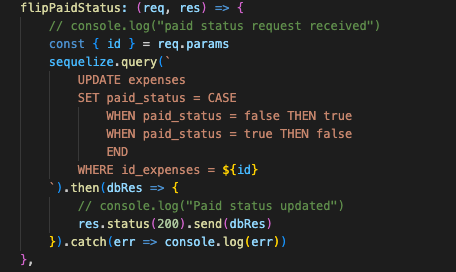 flipPaidStatus: (req, res) => {
    // console.log("paid status request received")
    const { id } = req.params
    sequelize.query(`
        UPDATE expenses
        SET paid_status = CASE
            WHEN paid_status = false THEN true
            WHEN paid_status = true THEN false
            END
        WHERE id_expenses = ${id}
    `).then(dbRes => {
        // console.log("Paid status updated")
        res.status(200).send(dbRes)
    }).catch(err => console.log(err))
},